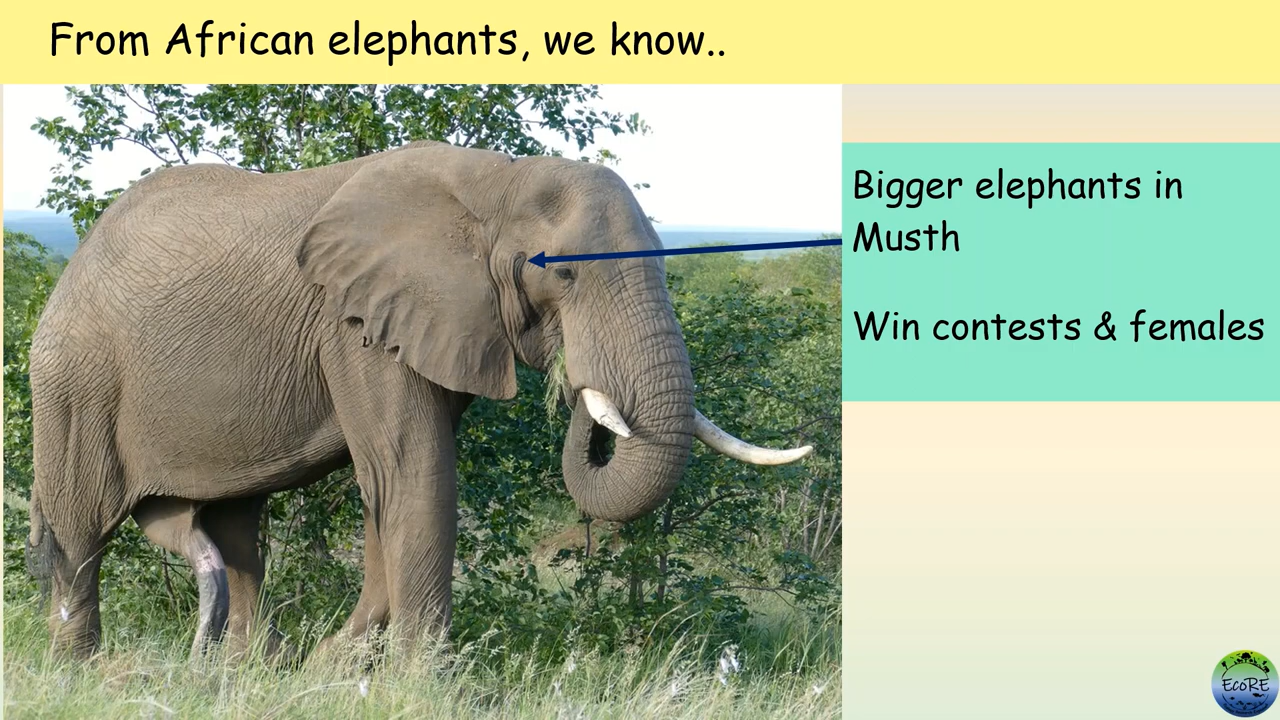 From African elephants, we know..
Bigger elephants in
Musth
Win contests & females
EcoRE